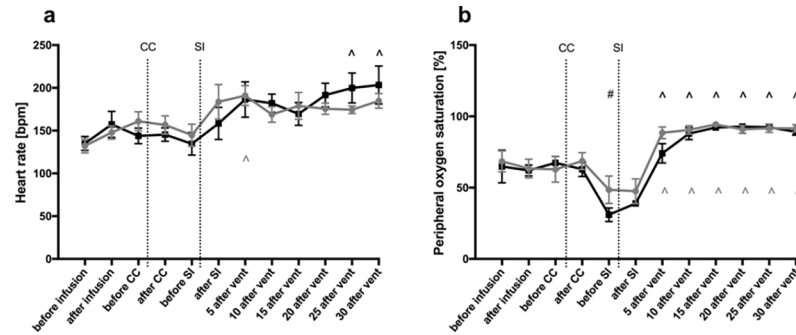 a
CC
SI
^ ^
^
Heart rate [bpm]
250
200
150
100
50
0
before infusion
after infusion
before CC
after CC
before SI
after SI
5 after vent
10 after vent
15 after vent
20 after vent
25 after vent
30 after vent
b
CC
SI
# ^ ^ ^ ^ ^ ^
^ ^ ^ ^ ^
Peripheral oxygen saturation [%]
150
100
50
0
before infusion
after infusion
before CC
after CC
before SI
after SI
5 after vent
10 after vent
15 after vent
20 after vent
25 after vent
30 after vent